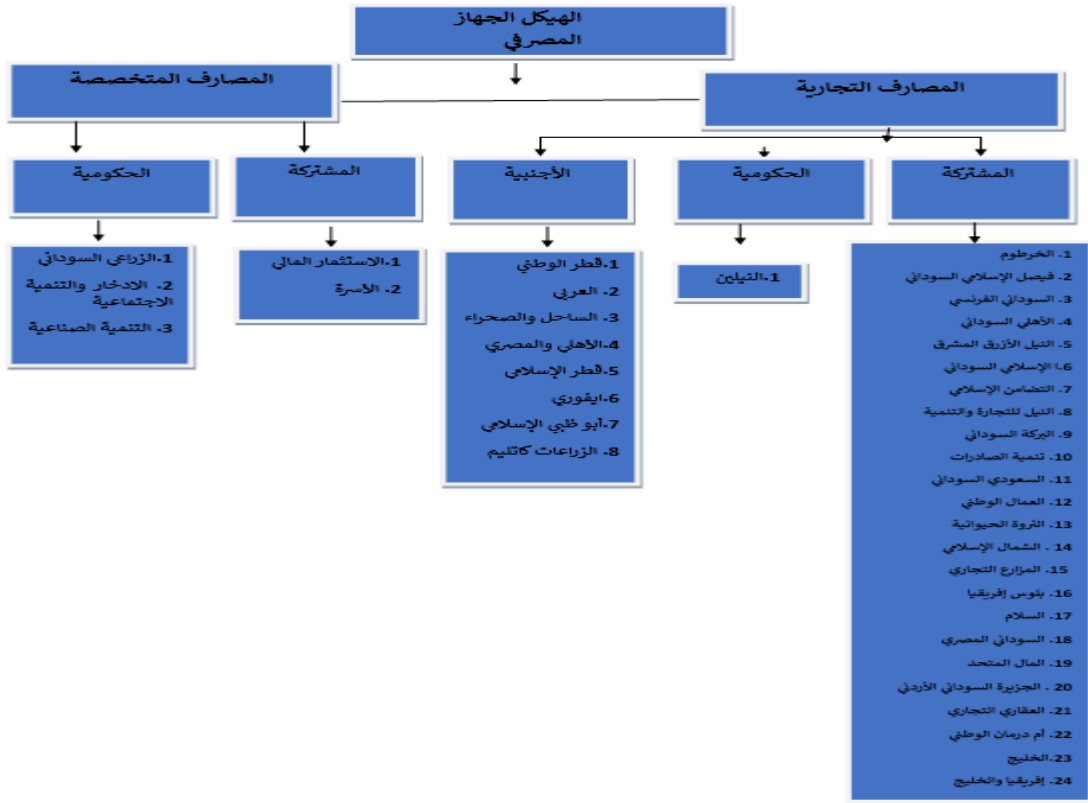 الهيكل الجهاز
المصرفي
المصارف التجارية
المصارف المتخصصة
المشتركة
الحكومية
الأجنبية
المشتركة
الحكومية
1. الخرطوم
2. فيصل الإسلامي السوداني
3. السوداني الفرنسي
4. الأهلي السوداني
5. النيل الأزرق المشرق
6.ا الإسلامي السوداني
7. التضامن الإسلامي
8. النيل للتجارة والتنمية
9. البركة السوداني
10. تنمية الصادرات
11. السعودي السوداني
12. العمال الوطني
13. الثروة الحيوانية
14 . الشمال الإسلامي
15. المزارع التجاري
16. بلوس إفريقيا
17. السلام
18. السوداني المصري
19. المال المتحد
20 . الجزيرة السوداني الأردني
21. العقاري التجاري
22. أم درمان الوطني
23.الخليج
24. إفريقيا والخليج
1.النيلين
1.قطر الوطني
2. العربي
3. الساحل والصحراء
4.الأهلي والمصري
5.قطر الإسلامي
6.ايفوري
7.أبو ظبي الإسلامي
8. الزراعات كاتليم
1.الاستثمار المالي
2. الأسرة
1.الزراعي السوداني
2. الادخار والتنمية
الاجتماعية
3. التنمية الصناعية